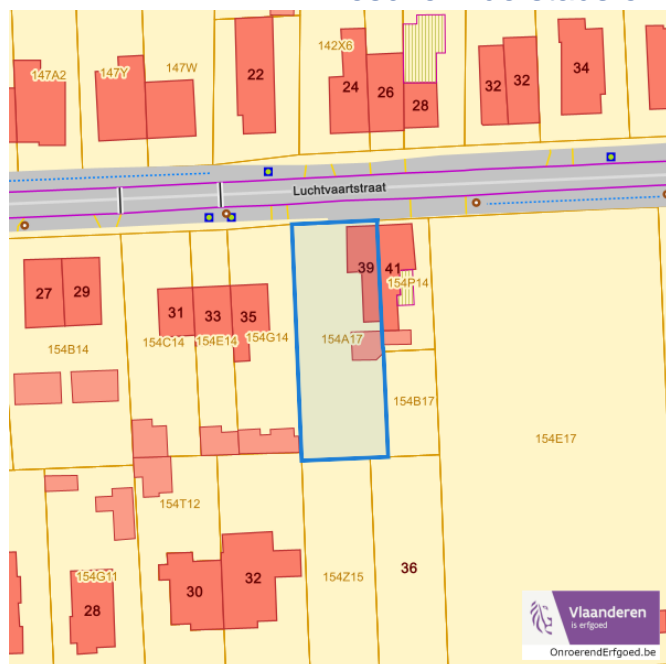 147A2
147Y
147W
22
142X6
24
26
28
32
32
34
Luchtvaartstraat
27
29
154B14
31
33
35
154C14
154E14
154G14
39
41
154P14
154A17
154B17
154E17
154T12
154G11
28
30
32
154Z15
36
Vlaanderen
is erfgoed
OnroerendErfgoed.be